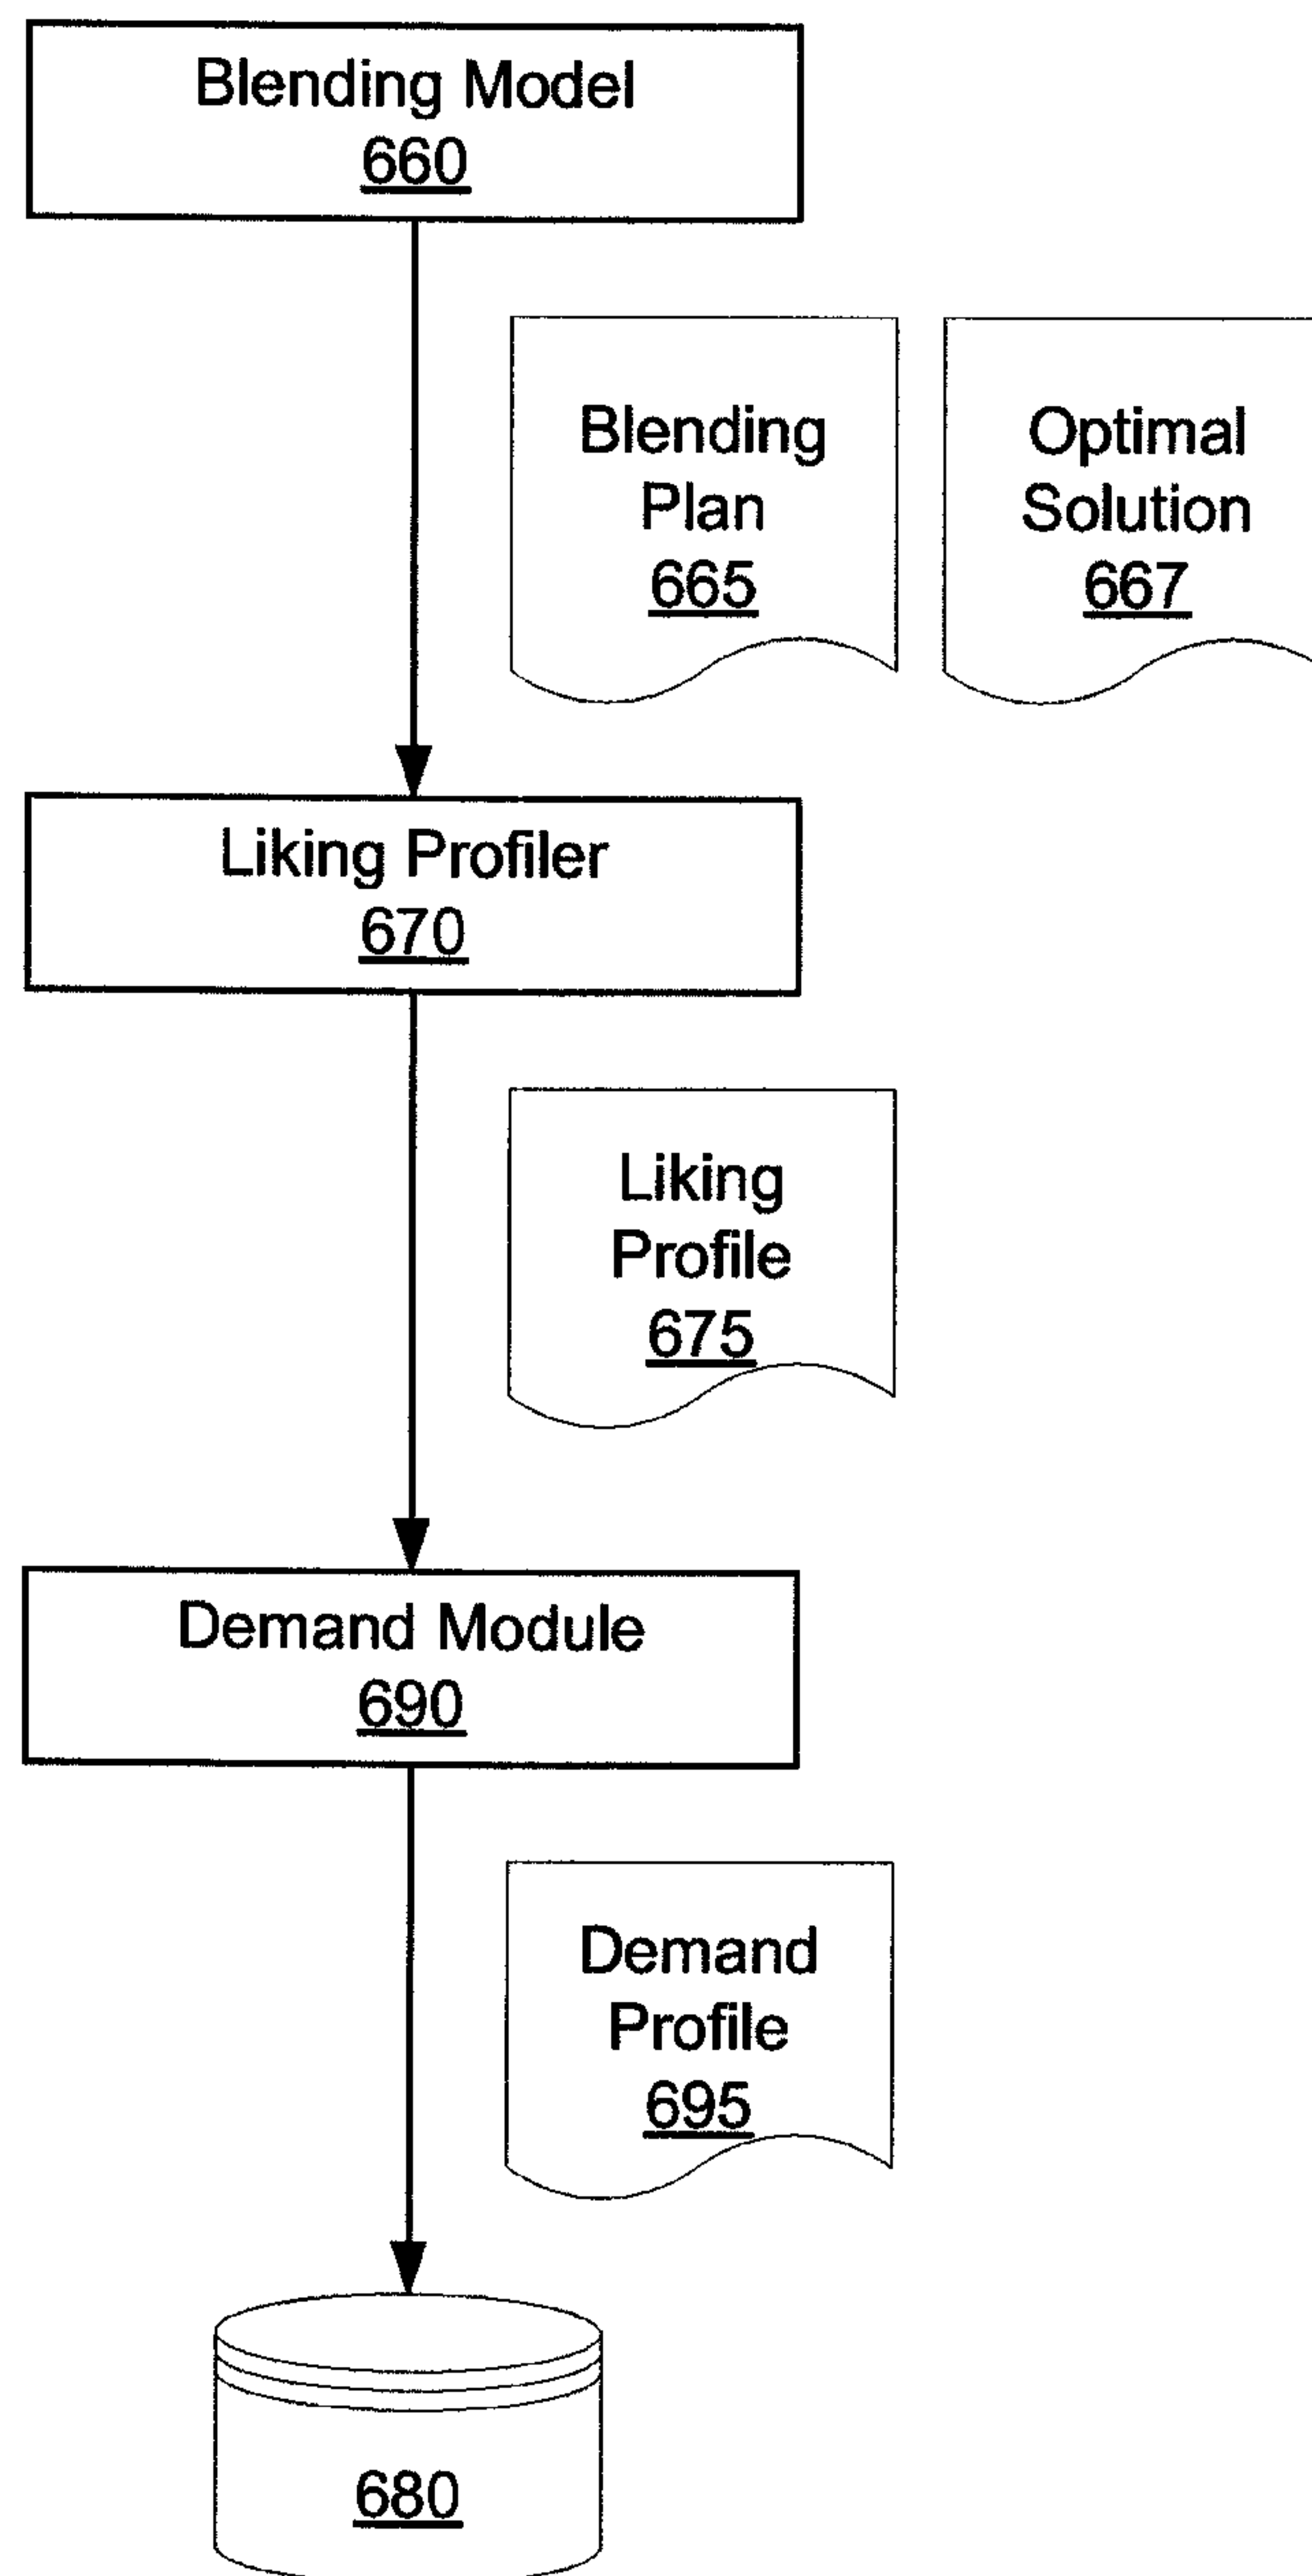 Blending Model
660
Blending
Plan
665
Optimal
Solution
667
Liking Profiler
670
Liking
Profile
675
Demand Module
690
Demand
Profile
695
680